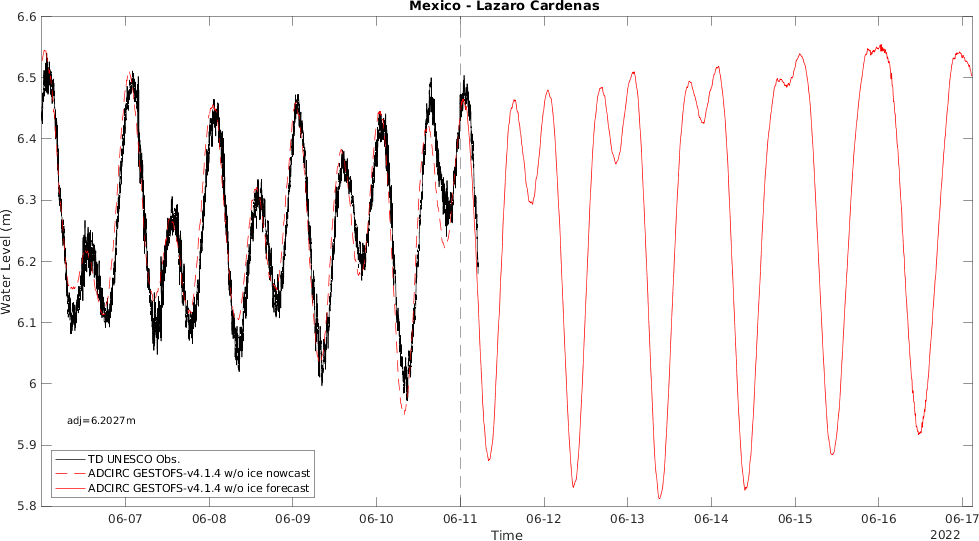 Mexico - Lazaro Cardenas
6.6
6.5
6.4
6.3
6.2
6.1
6
5.9
5.8
Water Level (m)
adj=6.2027m
TD UNESCO Obs.
ADCIRC GESTOFS-v4.1.4 w/o ice nowcast
ADCIRC GESTOFS-v4.1.4 w/o ice forecast
06-07 06-08 06-09 06-10 06-11 06-12 06-13 06-14 06-15 06-16 06-17
Time
2022